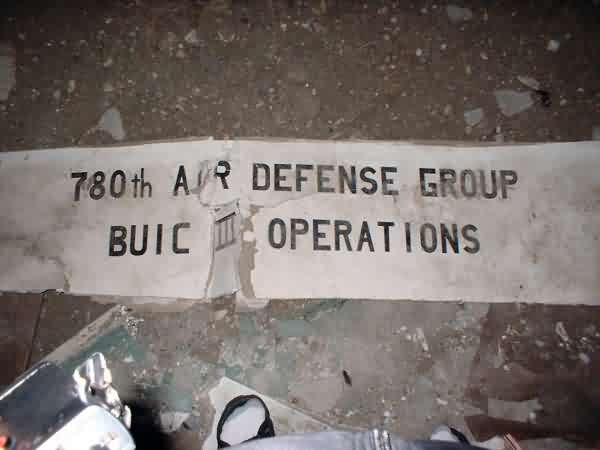 780th AIR DEFENSE GROUP
BUIC III OPERATIONS